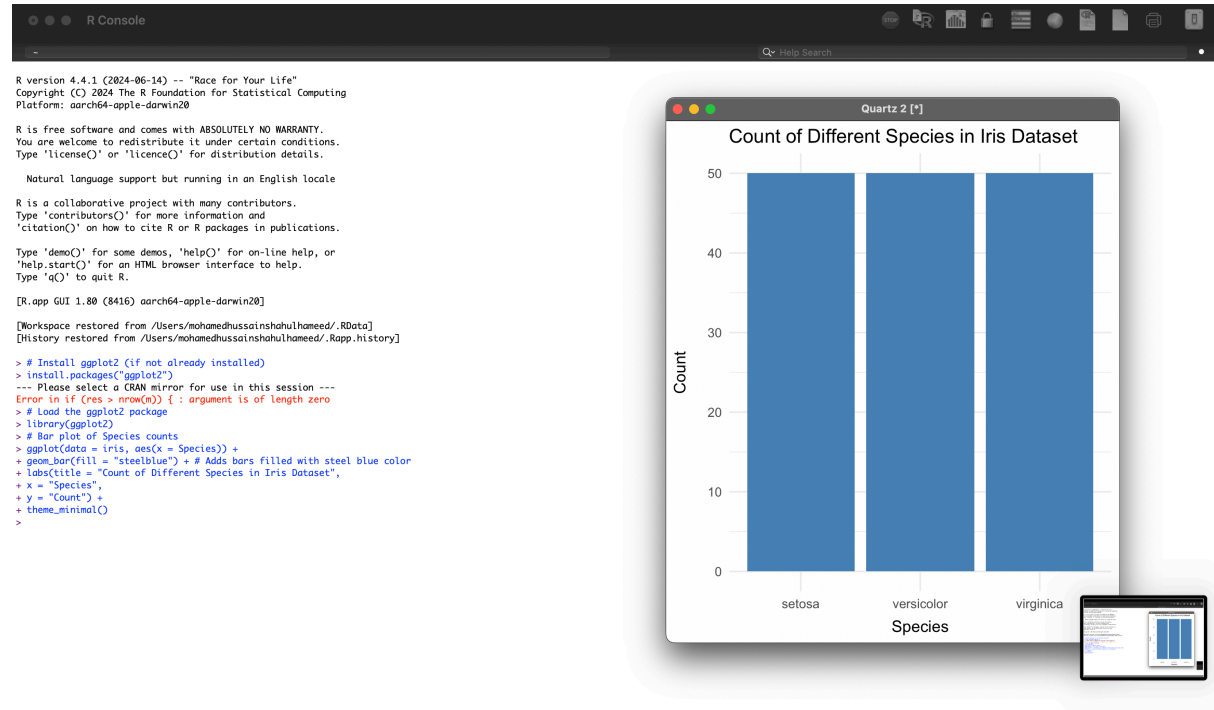 R Console
STOP
~
Help Search
R version 4.4.1 (2024-06-14) -- "Race for Your Life"
Copyright (C) 2024 The R Foundation for Statistical Computing
Platform: aarch64-apple-darwin20
R is free software and comes with ABSOLUTELY NO WARRANTY.
You are welcome to redistribute it under certain conditions.
Type 'license()' or 'licence()' for distribution details.
Natural language support but running in an English locale
R is a collaborative project with many contributors.
Type 'contributors()' for more information and
'citation()' on how to cite R or R packages in publications.
Type 'demo()' for some demos, 'help()' for on-line help, or
'help.start()' for an HTML browser interface to help.
Type 'q()' to quit R.
[R.app GUI 1.80 (8416) aarch64-apple-darwin20]
[Workspace restored from /Users/mohamedhussainshahulhameed/.RData]
[History restored from /Users/mohamedhussainshahulhameed/.Rapp.history]
> # Install ggplot2 (if not already installed)
> install.packages("ggplot2")
--- Please select a CRAN mirror for use in this session ---
Error in if (res > nrow(m)) { : argument is of length zero
> # Load the ggplot2 package
> library(ggplot2)
> # Bar plot of Species counts
> ggplot(data = iris, aes(x = Species)) +
+ geom_bar(fill = "steelblue") + # Adds bars filled with steel blue color
+ labs(title = "Count of Different Species in Iris Dataset",
+ x = "Species",
+ y = "Count") +
+ theme_minimal()
>
Quartz 2 [*]
Count of Different Species in Iris Dataset
50
40
30
20
10
0
Count
setosa versicolor virginica
Species